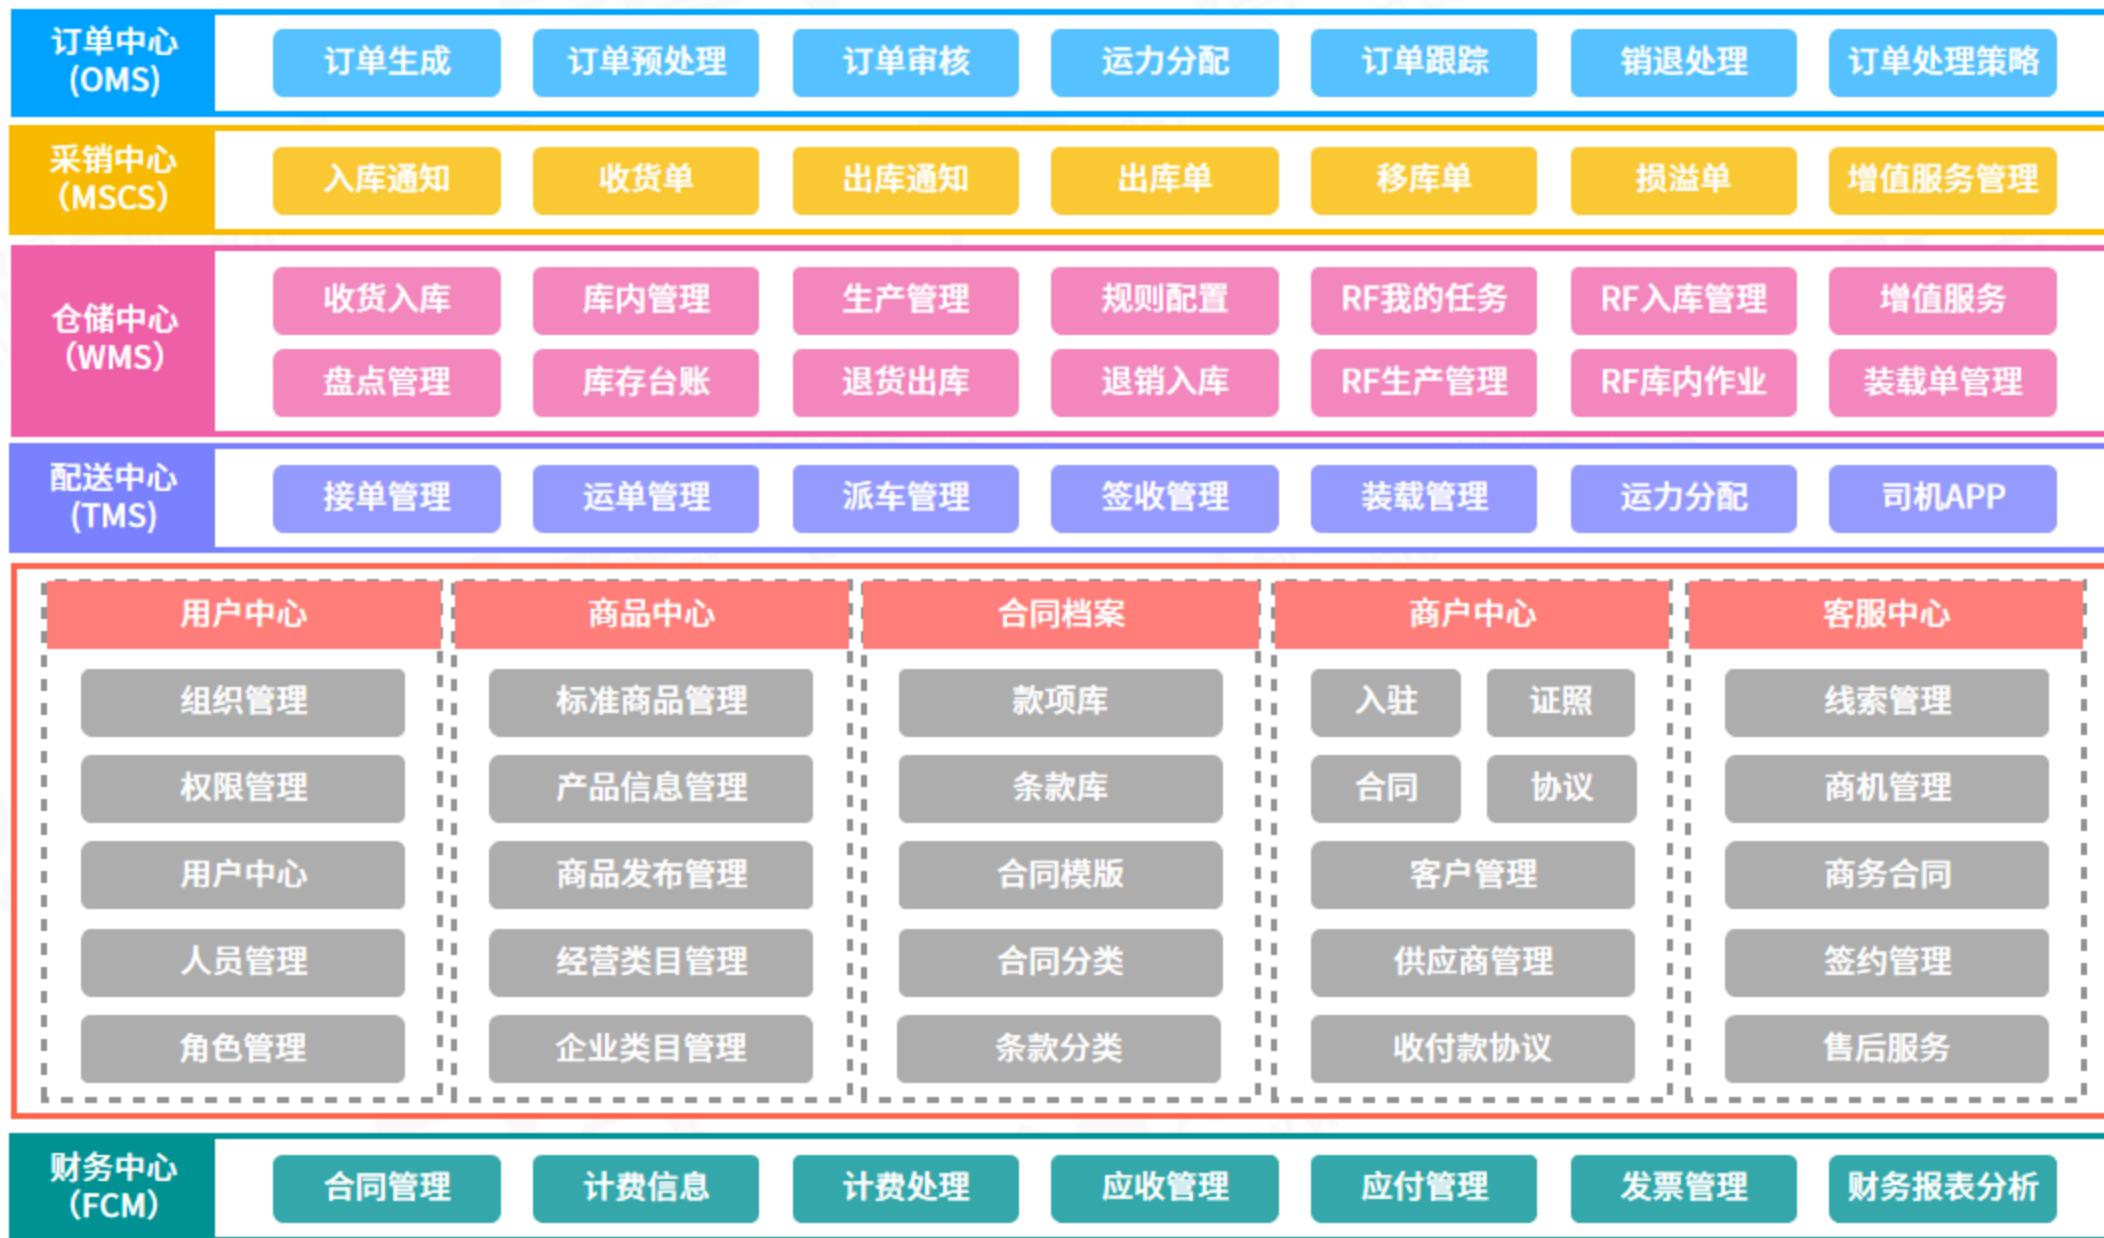 订单中心
(OMS)
订单生成
订单预处理
订单审核
运力分配
订单跟踪
销退处理
订单处理策略
采销中心
（MSCS）
入库通知
收货单
出库通知
出库单
移库单
损溢单
增值服务管理
仓储中心
（WMS）
收货入库
库内管理
生产管理
规则配置
RF我的任务
RF入库管理
增值服务
盘点管理
库存台账
退货出库
退销入库
RF生产管理
RF库内作业
装载单管理
配送中心
(TMS)
接单管理
运单管理
派车管理
签收管理
装载管理
运力分配
司机APP
用户中心
组织管理
权限管理
用户中心
人员管理
角色管理
商品中心
标准商品管理
产品信息管理
商品发布管理
经营类目管理
企业类目管理
合同档案
款项库
条款库
合同模版
合同分类
条款分类
商户中心
入驻
证照
合同
协议
客户管理
供应商管理
收付款协议
客服中心
线索管理
商机管理
商务合同
签约管理
售后服务
财务中心
（FCM）
合同管理
计费信息
计费处理
应收管理
应付管理
发票管理
财务报表分析